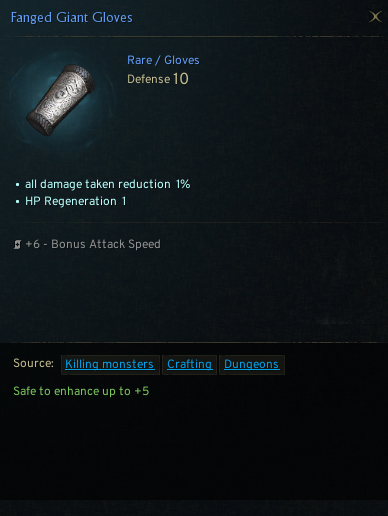 Fanged Giant Gloves
Rare / Gloves
Defense 10
• all damage taken reduction 1%
• HP Regeneration 1
+6 - Bonus Attack Speed
Source: Killing monsters Crafting Dungeons
Safe to enhance up to +5